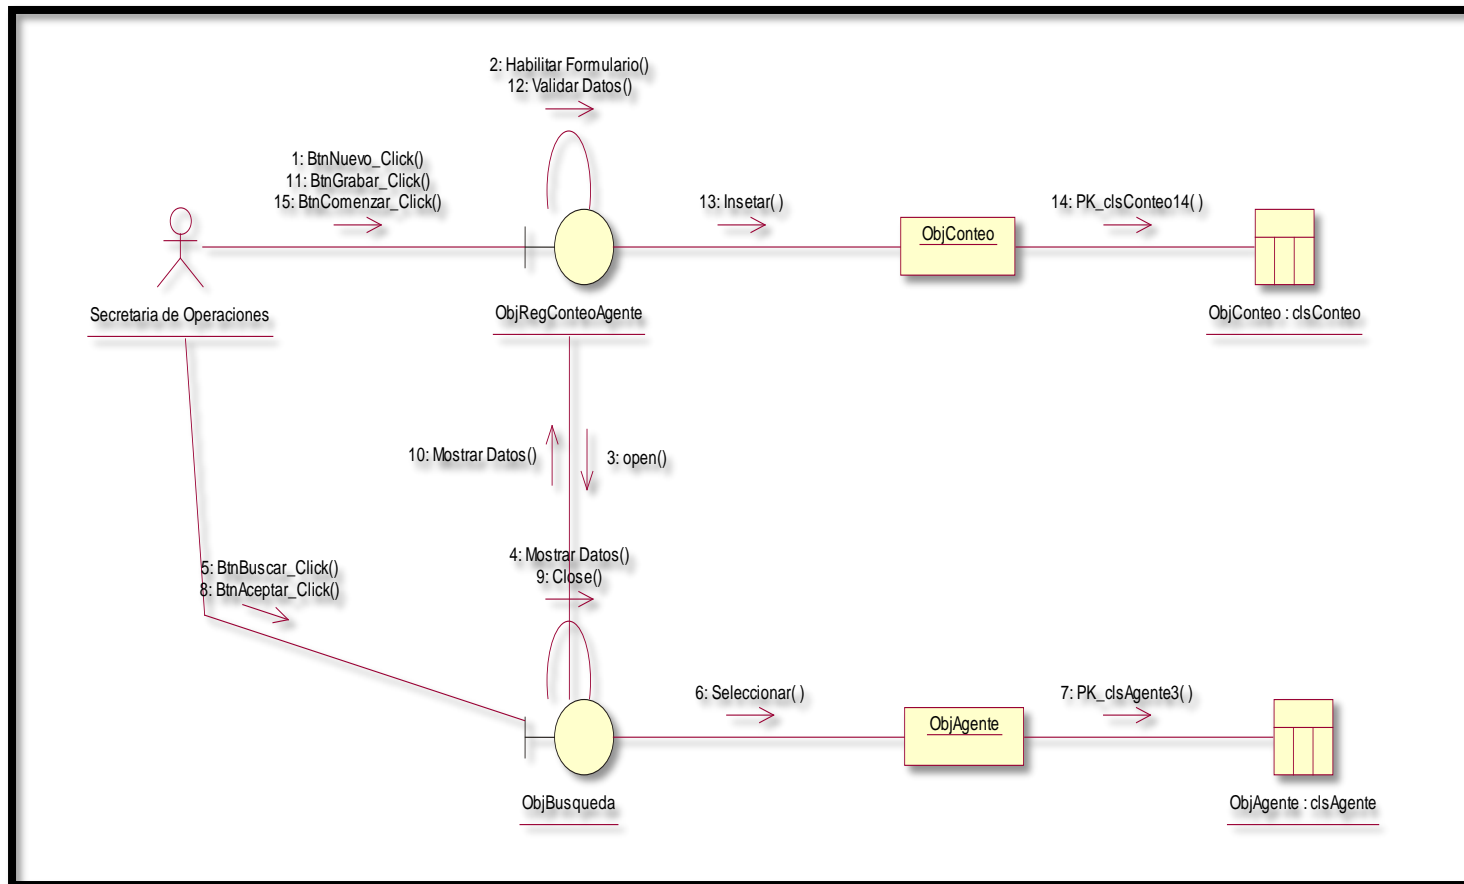 2: Habilitar Formulario()
12: Validar Datos()
1: BtnNuevo_Click()
11: BtnGrabar_Click()
15: BtnComenzar_Click()
13: Insetar( )
14: PK_clsConteo14( )
ObjConteo
Secretaria de Operaciones
ObjRegConteoAgente
ObjConteo : clsConteo
10: Mostrar Datos()
3: open()
4: Mostrar Datos()
9: Close()
5: BtnBuscar_Click()
8: BtnAceptar_Click()
6: Seleccionar( )
7: PK_clsAgente3( )
ObjAgente
ObjBusqueda
ObjAgente : clsAgente